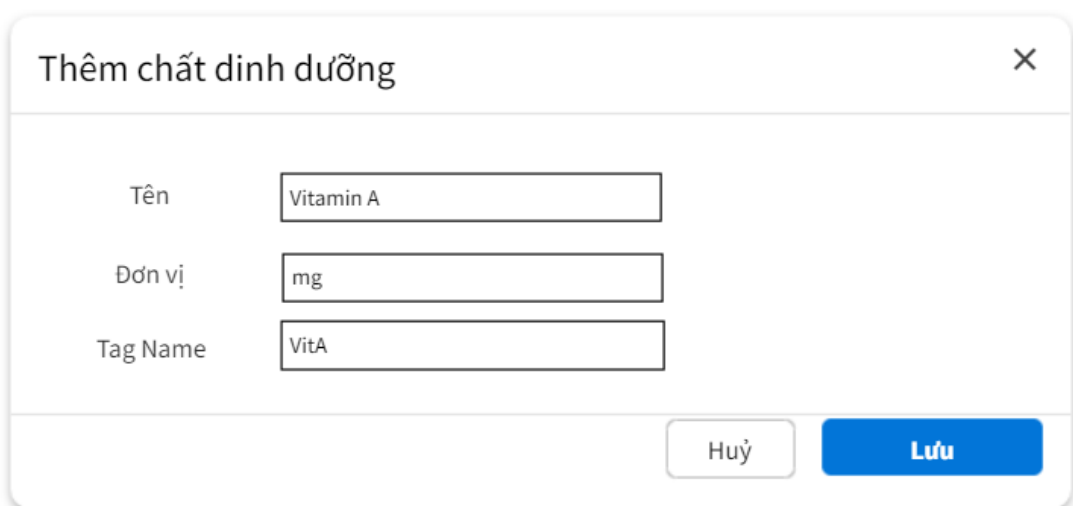 Thêm chất dinh dưỡng
Tên
Vitamin A
Đơn vị
mg
Tag Name
VitA
Huỷ
Lưu